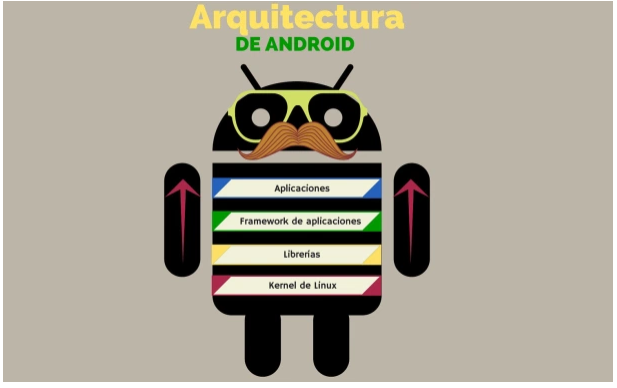 Arquitectura
DE ANDROID
Aplicaciones
Framework de aplicaciones
Librerías
Kernel de Linux